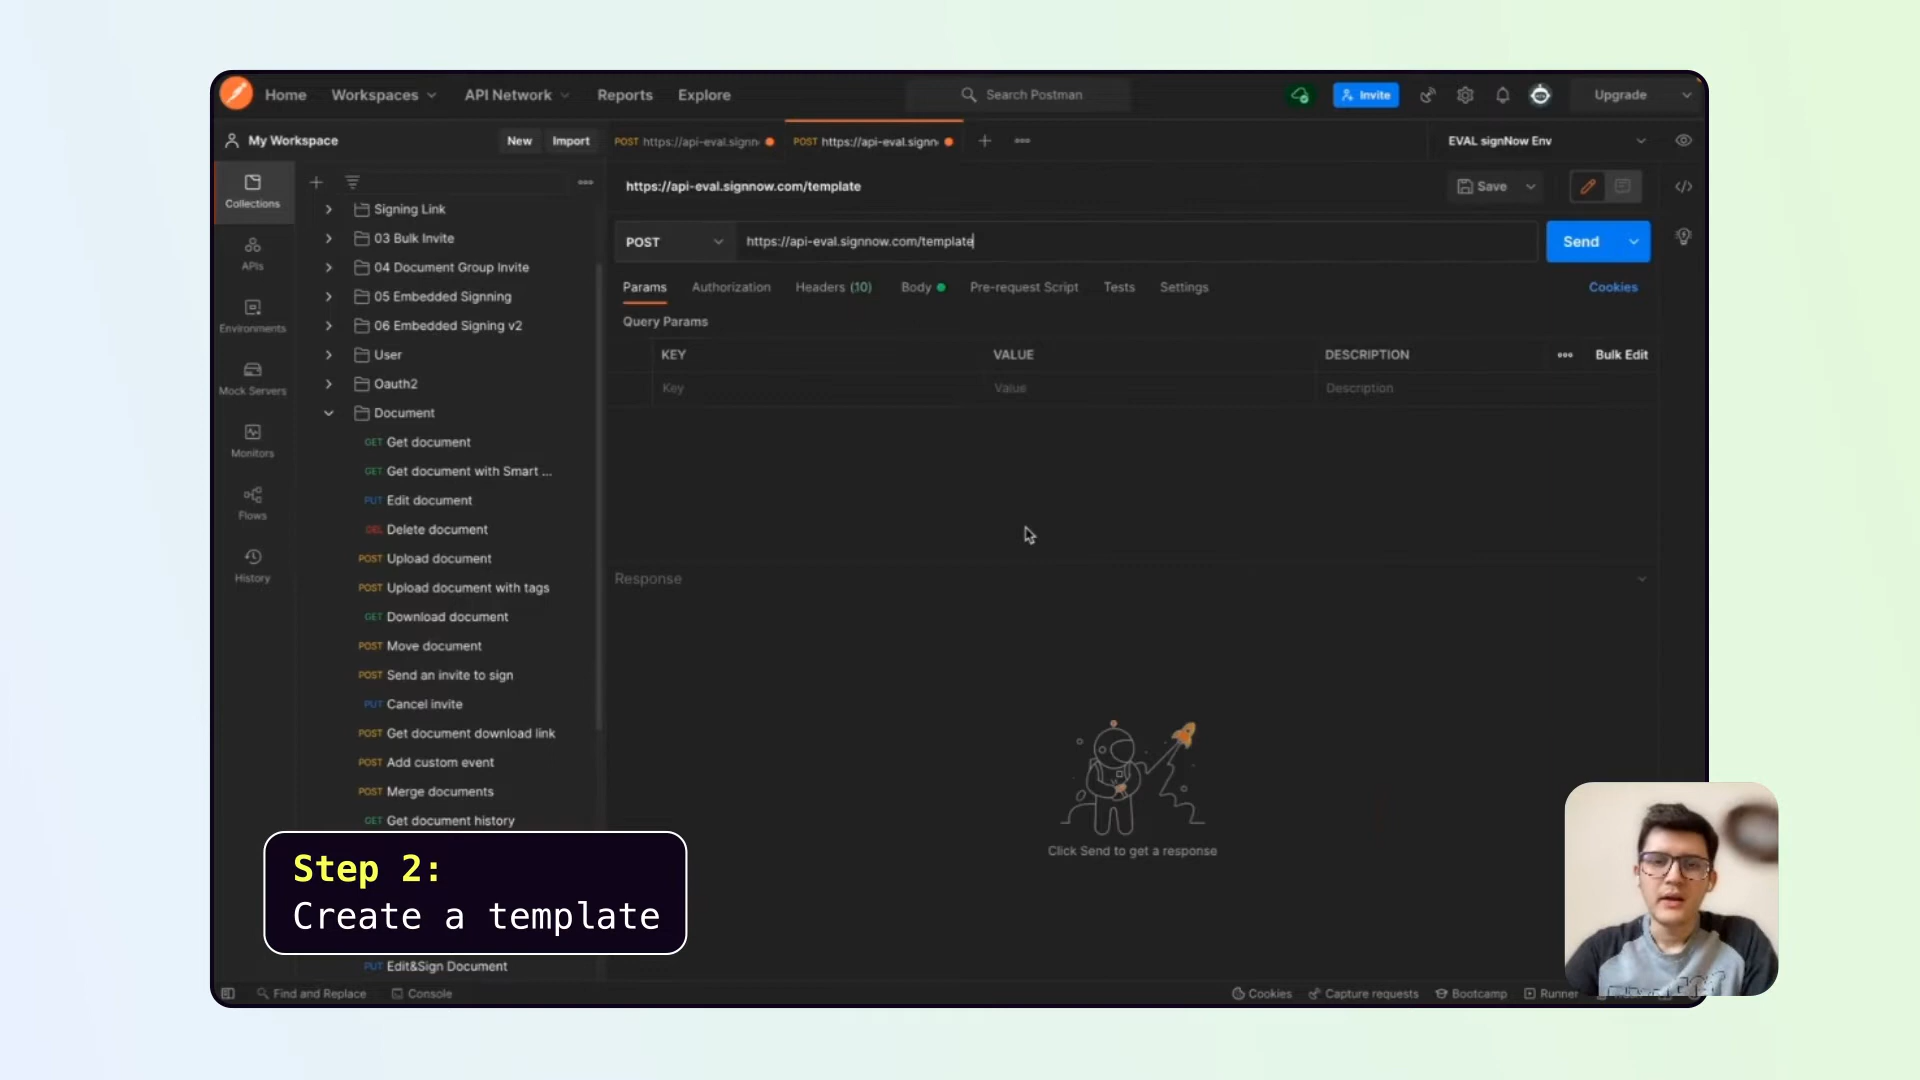 Home Workspaces API Network Reports Explore Search Postman Invite Upgrade
My Workspace New Import POST https://api-eval.signn POST https://api-eval.signn EVAL signNow Env
Collections
APIs
Environments
Mock Servers
Monitors
Flows
History
Signing Link
03 Bulk Invite
04 Document Group Invite
05 Embedded Signning
06 Embedded Signing v2
User
Oauth2
Document
GET Get document
GET Get document with Smart ...
PUT Edit document
DEL Delete document
POST Upload document
POST Upload document with tags
GET Download document
POST Move document
POST Send an invite to sign
PUT Cancel invite
POST Get document download link
POST Add custom event
POST Merge documents
GET Get document history
PUT Edit&Sign Document
https://api-eval.signnow.com/template Save
POST https://api-eval.signnow.com/template Send
Params Authorization Headers (10) Body Pre-request Script Tests Settings Cookies
Query Params
KEY VALUE DESCRIPTION Bulk Edit
Key Value Description
Response
Click Send to get a response
Step 2:
Create a template
Find and Replace Console Cookies Capture requests Bootcamp Runner